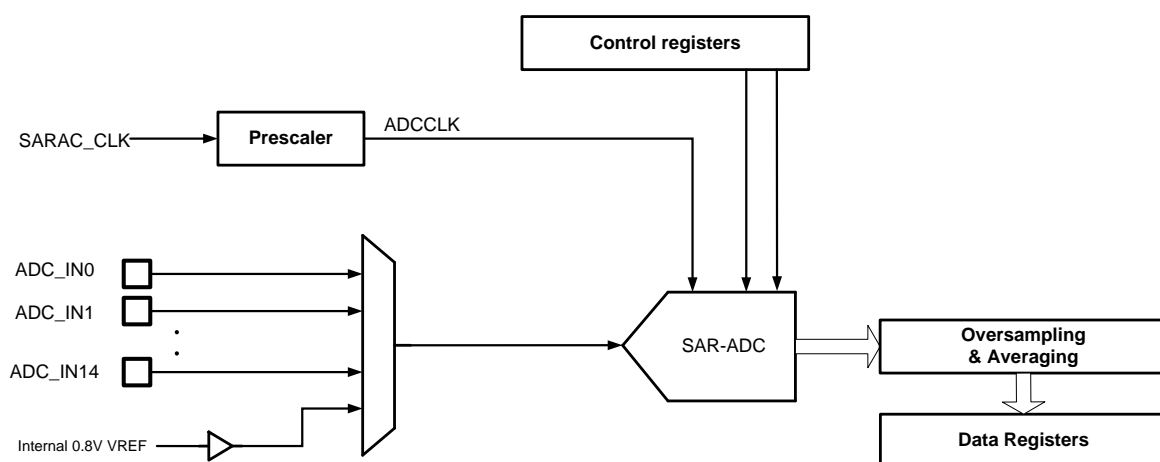 Control registers
SARAC_CLK
Prescaler
ADCCLK
ADC_IN0
ADC_IN1
ADC_IN14
Internal 0.8V VREF
SAR-ADC
Oversampling
& Averaging
Data Registers